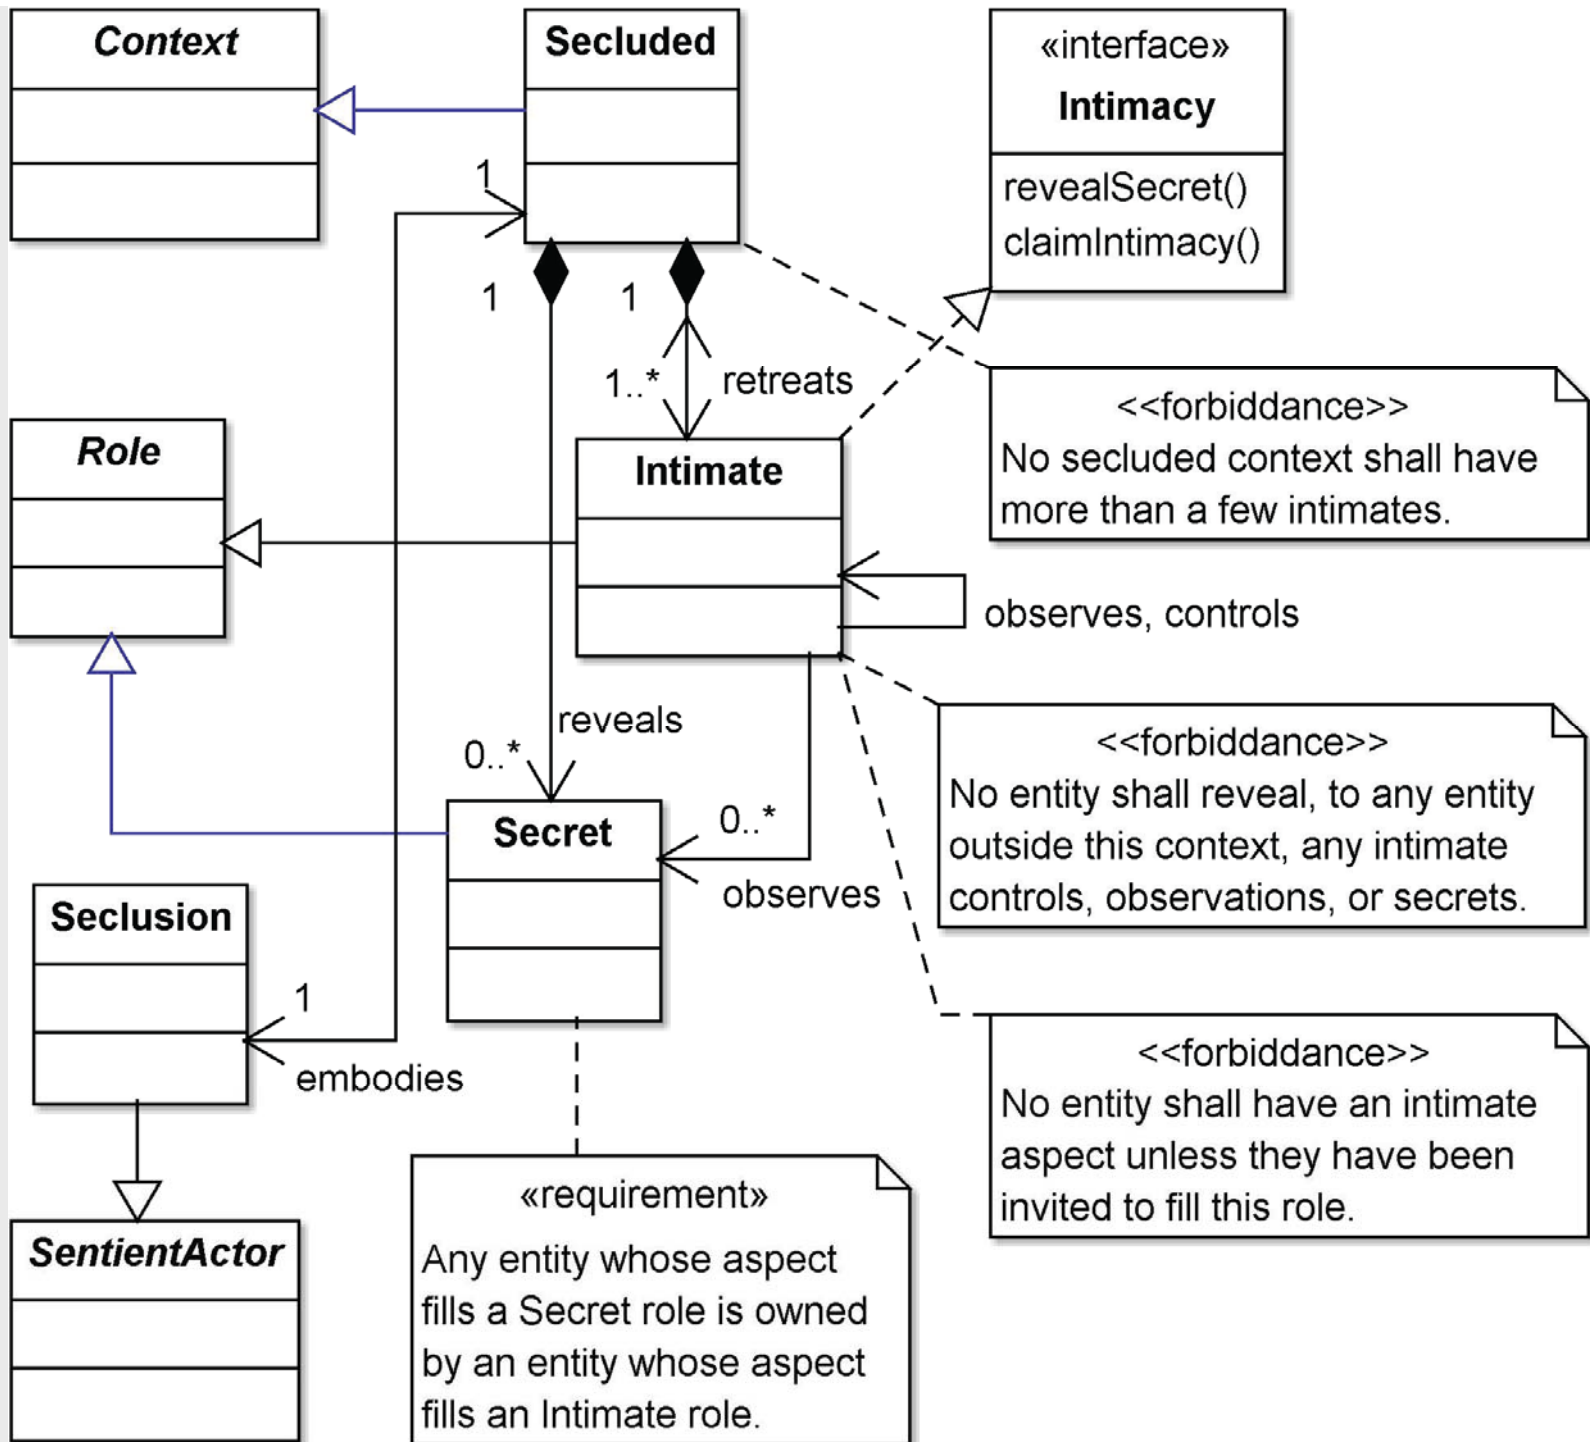 Context
Secluded
«interface»
Intimacy
revealSecret()
claimIntimacy()
1
1
1
1..*
retreats
<<forbiddance>>
No secluded context shall have
more than a few intimates.
Role
Intimate
observes, controls
reveals
0..*
<<forbiddance>>
No entity shall reveal, to any entity
outside this context, any intimate
controls, observations, or secrets.
Secret
0..*
observes
Seclusion
1
embodies
<<forbiddance>>
No entity shall have an intimate
aspect unless they have been
invited to fill this role.
SentientActor
«requirement»
Any entity whose aspect
fills a Secret role is owned
by an entity whose aspect
fills an Intimate role.